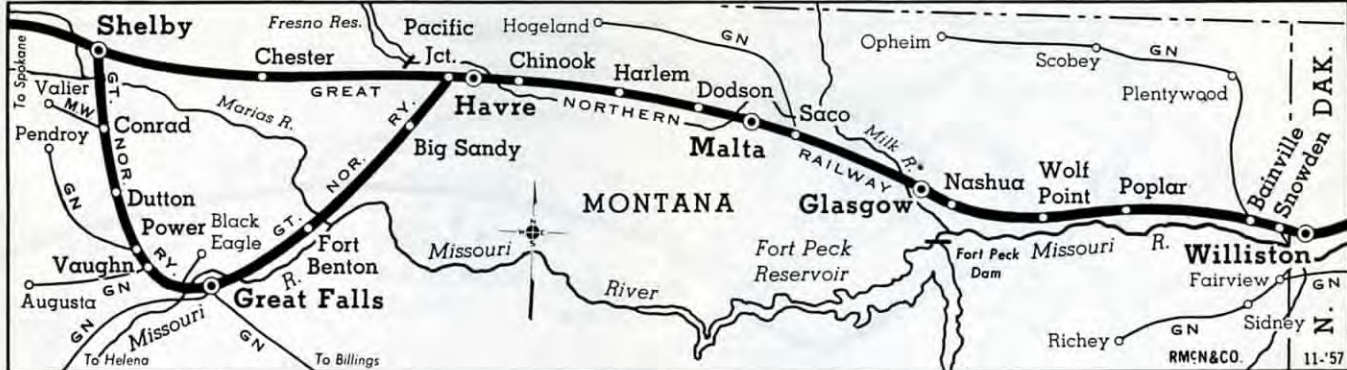 Shelby
Fresno Res.
Pacific
Jct.
Hogeland
GN
Opheim
GN
Scobey
Plentywood
N. DAK.
To Spokane
Valier
M.W.
Pendroy
GN
GT. NOR. RY.
Conrad
Dutton
Power
Vaughn
Augusta
GN
Chester
GREAT NORTHERN RAILWAY
Marias R.
Havre
Chinook
Harlem
Dodson
Malta
Saco
Milk R.
Glasgow
Nashua
Wolf
Point
Poplar
Bainville
Snowden
Williston
Big Sandy
GT. NOR. RY.
Black
Eagle
Fort
Benton
Great Falls
MONTANA
Missouri River
Fort Peck
Reservoir
Fort Peck
Dam
Missouri R.
Fairview
Sidney
Richey
GN
GN
Missouri R.
To Helena
GN
To Billings
RMCN&CO.
11-'57